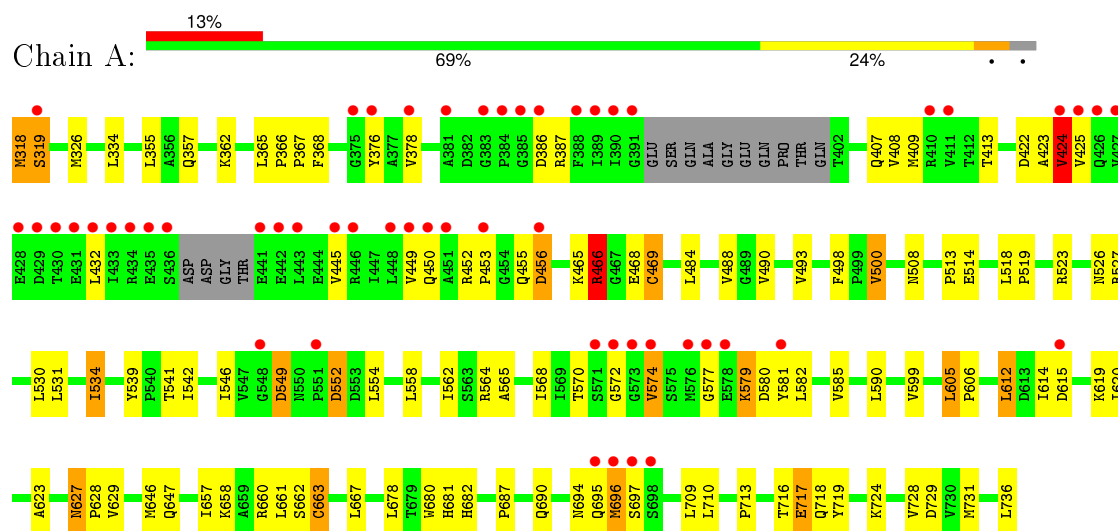 13%
Chain A:
69% 24% • •
M318 S319 M326 L334 L355 A356 Q357 K362 L365 P366 P367 F368 G375 Y376 A377 V378 A381 D382 G383 P384 G385 D386 R387 F388 I389 I390 G391 GLU SER GLN ALA GLY GLU GLN PRO THR GLN T402 Q407 V408 M409 R410 V411 T412 T413 D422 A423 V424 V425 Q426 V427
E428 D429 T430 E431 L432 I433 R434 E435 S436 ASP ASP GLY THR E441 E442 L443 E444 V445 R446 I447 L448 V449 Q450 A451 R452 P453 G454 Q455 D456 K465 R466 G467 E468 C469 L484 V488 G489 V490 V493 F498 P499 V500 N508 P513 E514 L518 P519 R523 N526 R527
L530 L531 I534 Y539 P540 T541 I542 I546 V547 G548 D549 N550 P551 D552 D553 L554 L558 I562 S563 R564 A565 I568 I569 T570 S571 G572 G573 V574 S575 M576 G577 E578 K579 D580 Y581 L582 V585 L590 V599 L605 P606 L612 D613 I614 D615 K619 I620
A623 N627 P628 V629 M646 Q647 I657 K658 A659 R660 L661 S662 C663 L667 L678 T679 W680 H681 H682 P687 Q690 N694 Q695 M696 S697 S698 L709 L710 P713 T716 E717 Q718 Y719 K724 V728 D729 V730 M731 L736